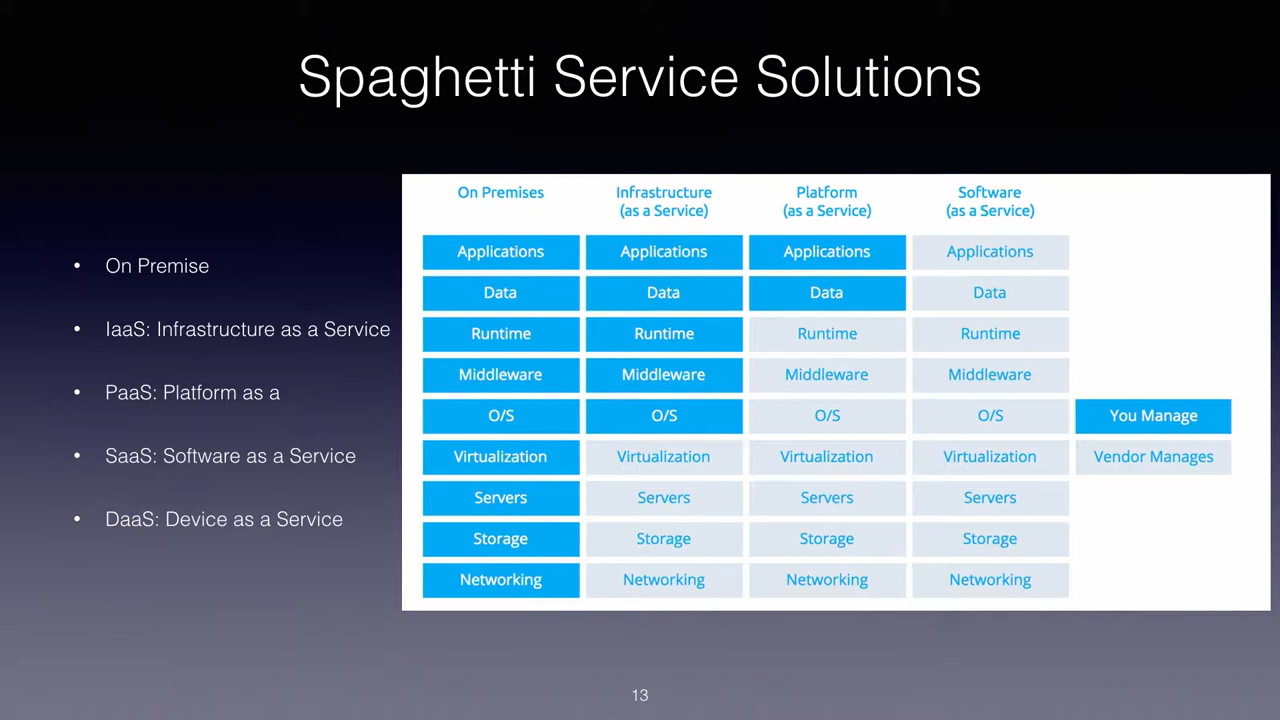 Spaghetti Service Solutions
• On Premise
• IaaS: Infrastructure as a Service
• PaaS: Platform as a
• SaaS: Software as a Service
• DaaS: Device as a Service
On Premises Infrastructure (as a Service) Platform (as a Service) Software (as a Service)
Applications Applications Applications Applications
Data Data Data Data
Runtime Runtime Runtime Runtime
Middleware Middleware Middleware Middleware
O/S O/S O/S O/S You Manage
Virtualization Virtualization Virtualization Virtualization Vendor Manages
Servers Servers Servers Servers
Storage Storage Storage Storage
Networking Networking Networking Networking
13